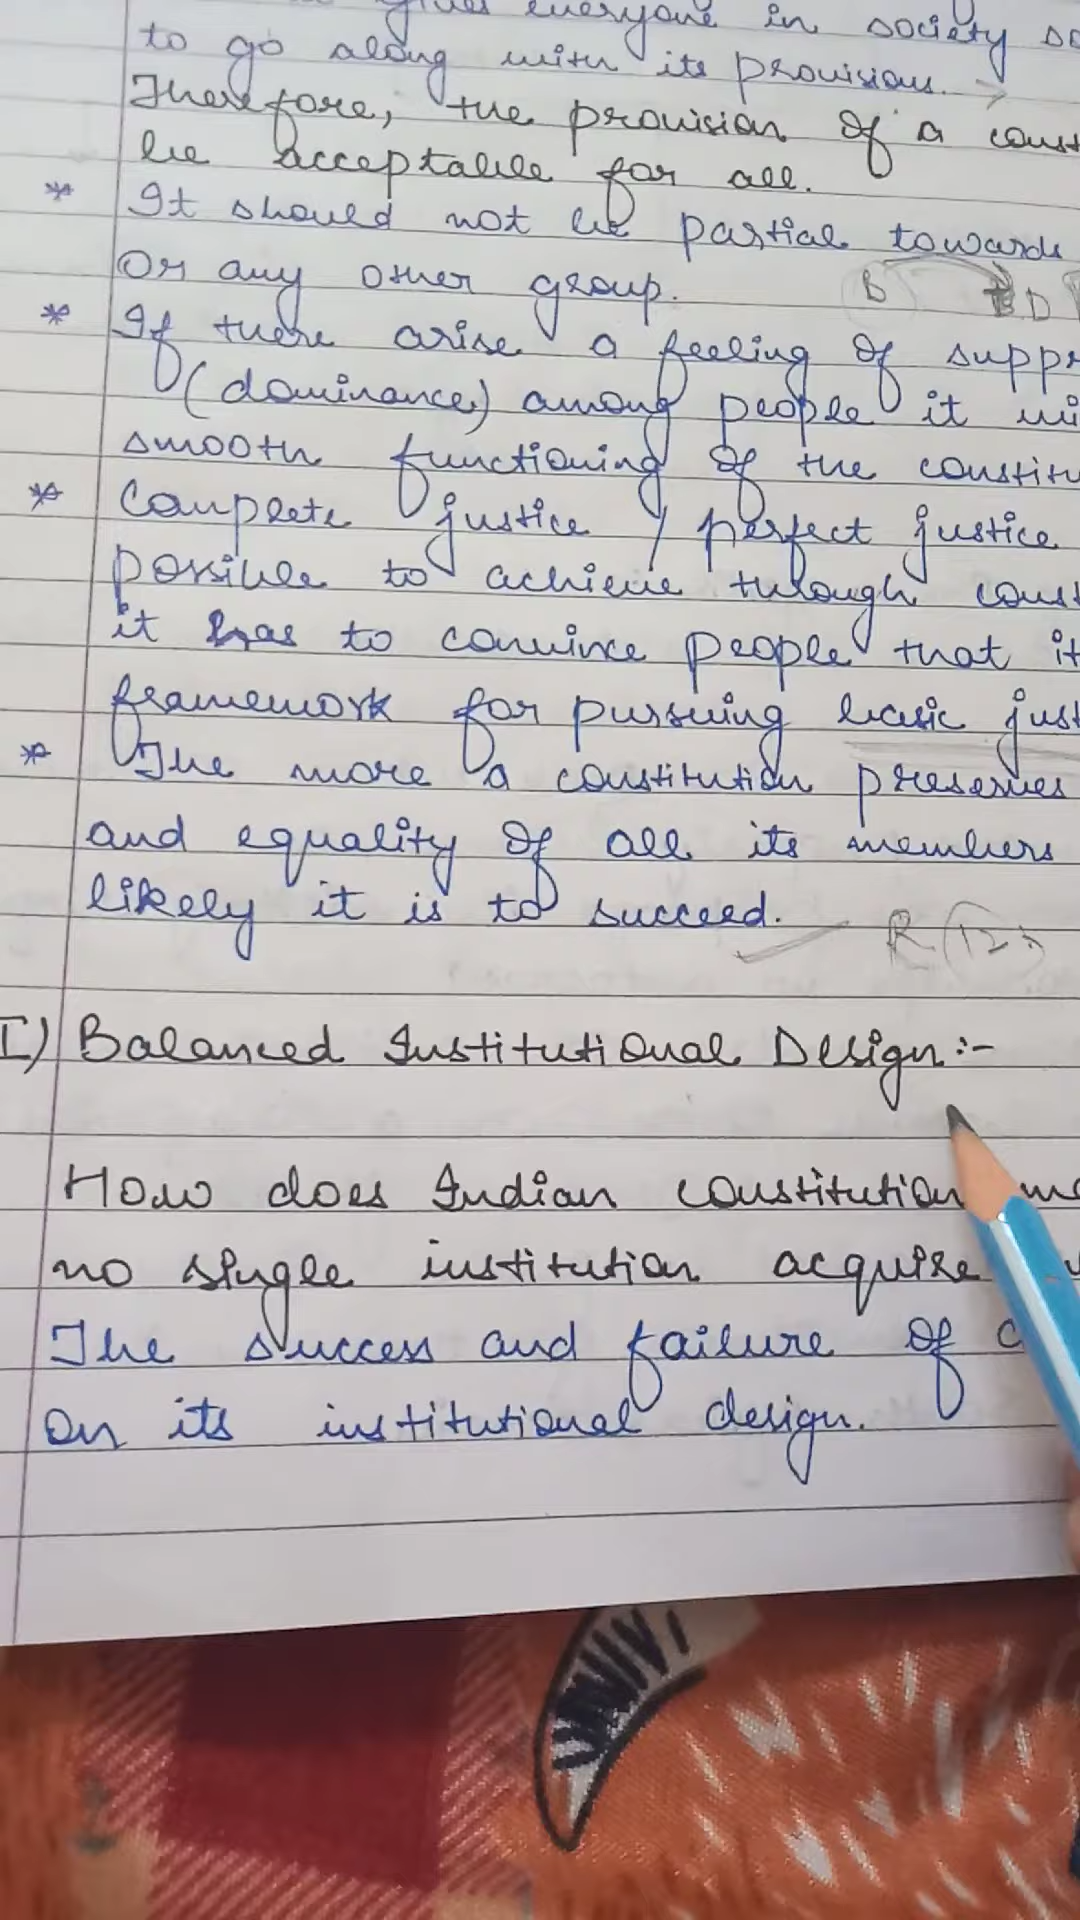 everyone in society
to go along with its provisions.
Therefore, the provision of a
be acceptable for all.
* It should not be partial towards
or any other group.
B D
* If there arise a feeling of
(dominance) among people it
smooth functioning of the
* Complete justice / perfect justice
possible to achieve through
it has to convince people that it
framework for pursuing basic
* The more a constitution preserves
and equality of all its members
likely it is to succeed.
R (12)
I) Balanced Institutional Design :-
How does Indian constitution
no single institution acquire
The success and failure of
on its institutional design.